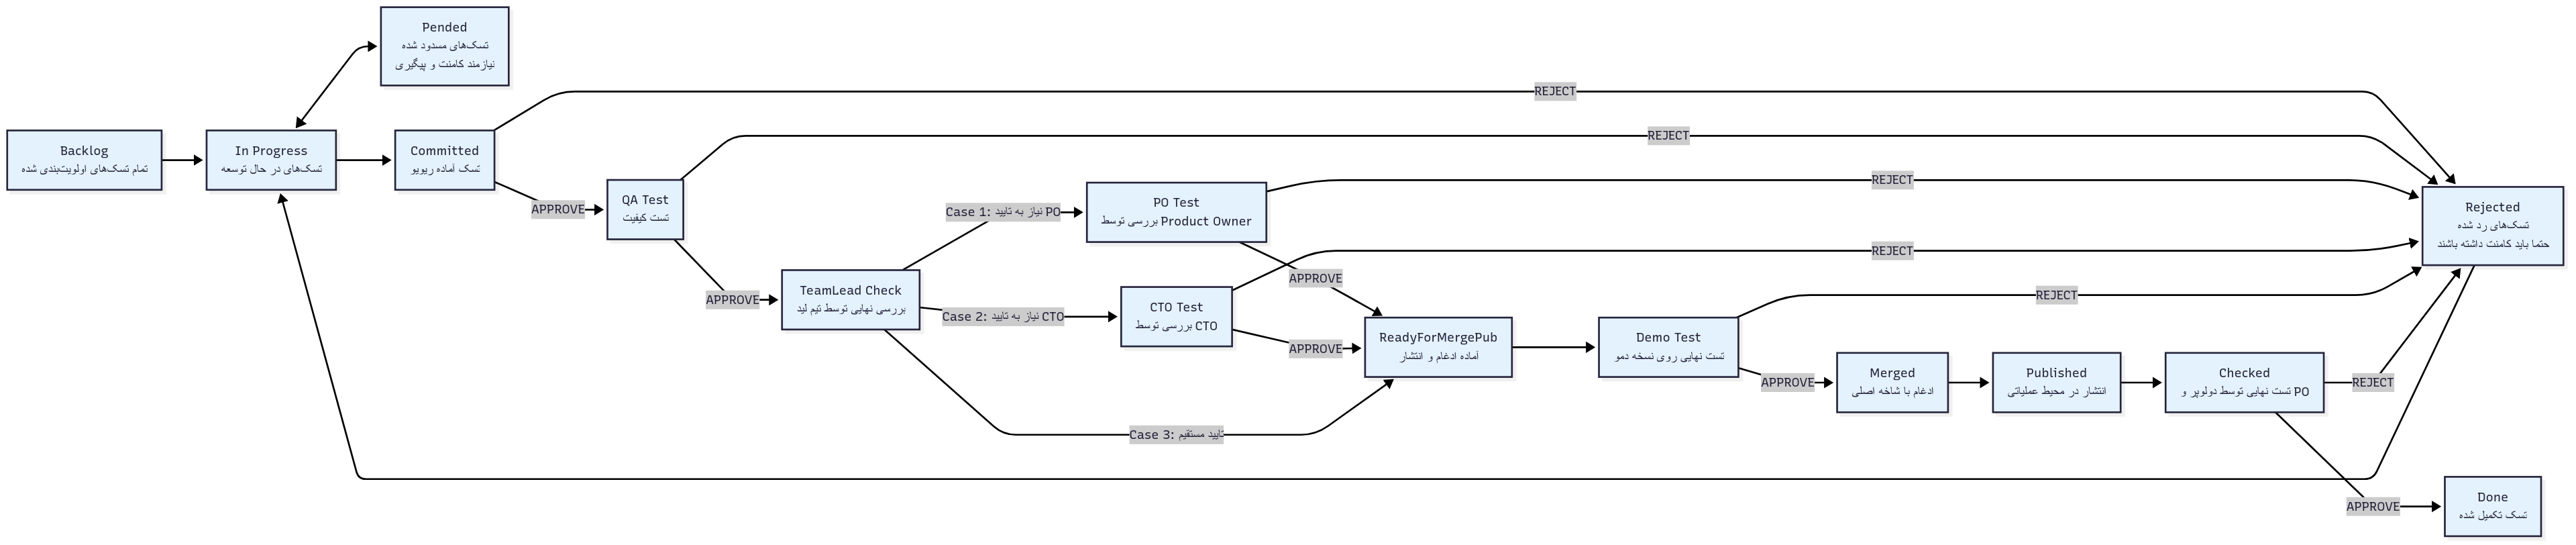 Pended
تسک‌های مسدود شده
نیازمند کامنت و پیگیری
REJECT
Backlog
تمام تسک‌های اولویت‌بندی شده
In Progress
تسک‌های در حال توسعه
Committed
تسک آماده ریویو
REJECT
APPROVE
QA Test
تست کیفیت
REJECT
Case 1: نیاز به تایید PO
PO Test
بررسی توسط Product Owner
Rejected
تسک‌های رد شده
حتما باید کامنت داشته باشند
REJECT
APPROVE
APPROVE
TeamLead Check
بررسی نهایی توسط تیم لید
Case 2: نیاز به تایید CTO
CTO Test
بررسی توسط CTO
REJECT
APPROVE
ReadyForMergePub
آماده ادغام و انتشار
Demo Test
تست نهایی روی نسخه دمو
APPROVE
Merged
ادغام با شاخه اصلی
Published
انتشار در محیط عملیاتی
Checked
تست نهایی توسط دولوپر و PO
REJECT
Case 3: تایید مستقیم
APPROVE
Done
تسک تکمیل شده